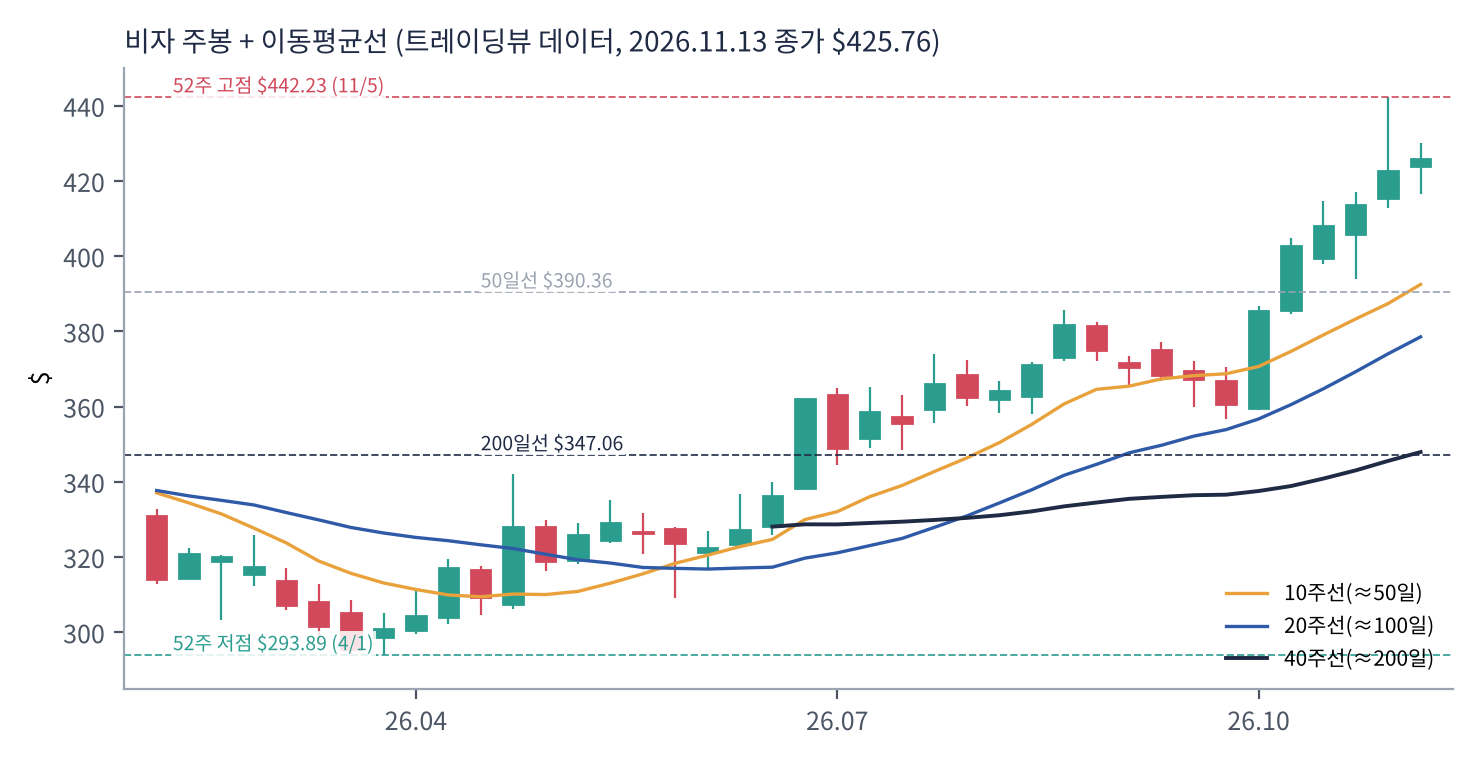 비자 주봉 + 이동평균선 (트레이딩뷰 데이터, 2026.11.13 종가 $425.76)
52주 고점 $442.23 (11/5)
440
420
400
50일선 $390.36
380
$
360
200일선 $347.06
340
320
300
52주 저점 $293.89 (4/1)
10주선(≈50일)
20주선(≈100일)
40주선(≈200일)
26.04
26.07
26.10